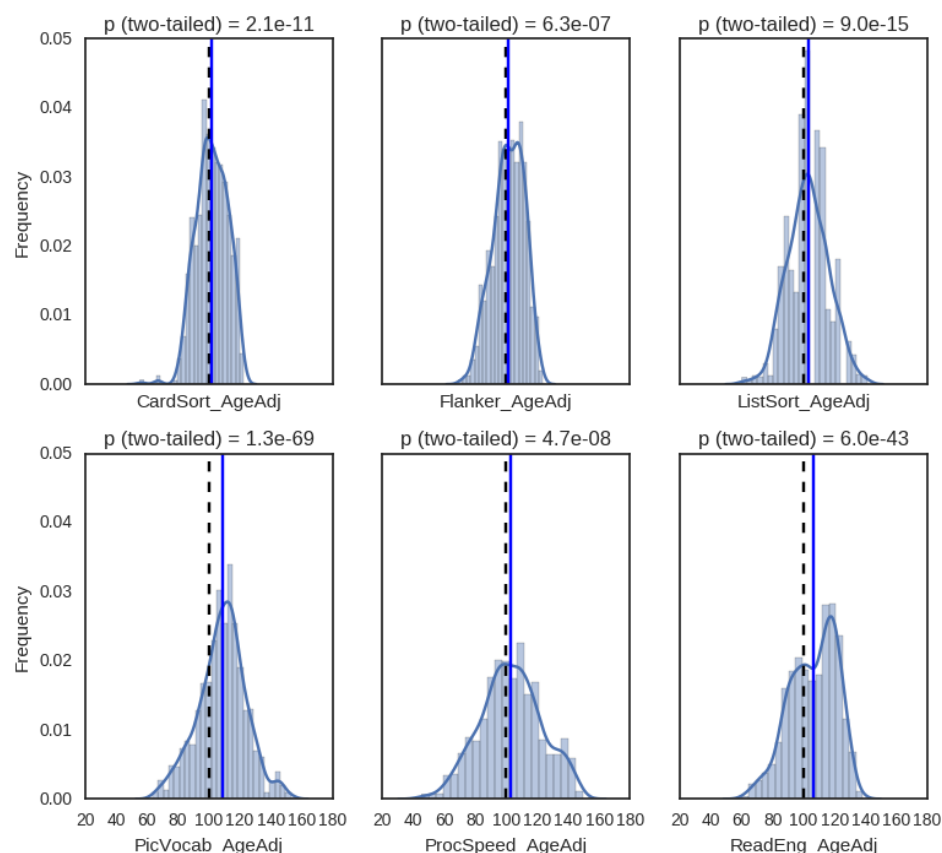 p (two-tailed) = 2.1e-11
p (two-tailed) = 6.3e-07
p (two-tailed) = 9.0e-15
0.05
0.04
0.03
0.02
0.01
0.00
Frequency
CardSort_AgeAdj
Flanker_AgeAdj
ListSort_AgeAdj
p (two-tailed) = 1.3e-69
p (two-tailed) = 4.7e-08
p (two-tailed) = 6.0e-43
0.05
0.04
0.03
0.02
0.01
0.00
Frequency
20 40 60 80 100 120 140 160 180
20 40 60 80 100 120 140 160 180
20 40 60 80 100 120 140 160 180
PicVocab_AgeAdj
ProcSpeed_AgeAdj
ReadEng_AgeAdj